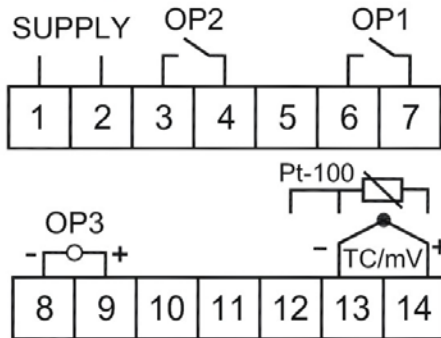 OP2 OP1
SUPPLY
1 2 3 4 5 6 7
Pt-100
OP3
- + - TC/mV +
8 9 10 11 12 13 14